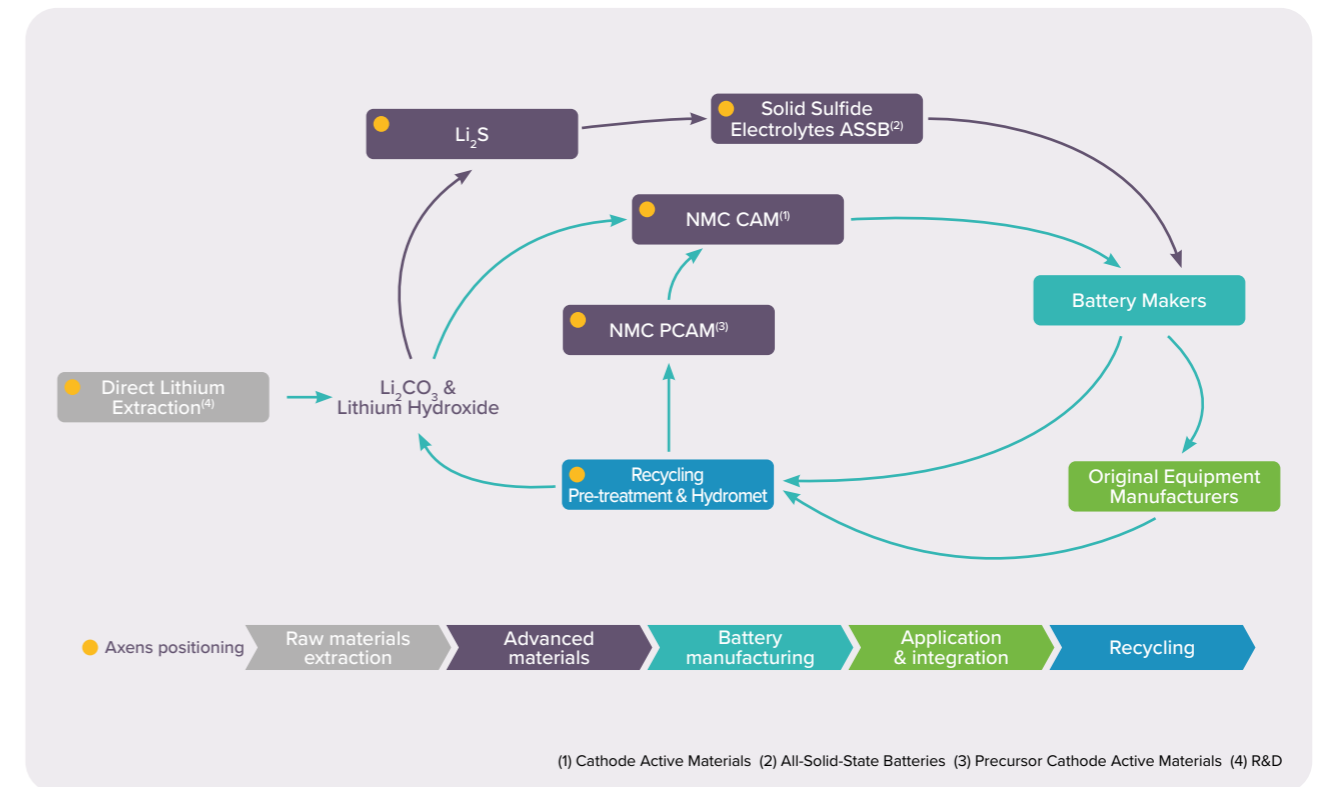 Li₂S
Solid Sulfide
Electrolytes ASSB⁽²⁾
NMC CAM⁽¹⁾
Battery Makers
NMC PCAM⁽³⁾
Direct Lithium
Extraction⁽⁴⁾
Li₂CO₃ &
Lithium Hydroxide
Recycling
Pre-treatment & Hydromet
Original Equipment
Manufacturers
Axens positioning
Raw materials
extraction
Advanced
materials
Battery
manufacturing
Application
& integration
Recycling
(1) Cathode Active Materials (2) All-Solid-State Batteries (3) Precursor Cathode Active Materials (4) R&D